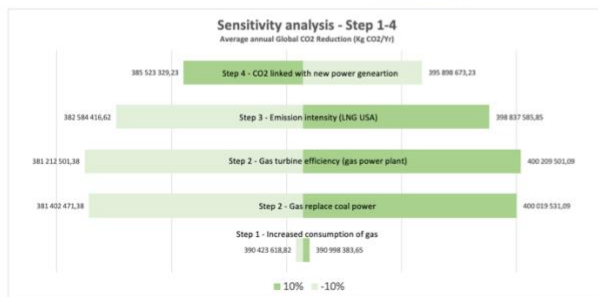 Sensitivity analysis - Step 1-4
Average annual Global CO2 Reduction (Kg CO2/Yr)
385 523 329,23 Step 4 - CO2 linked with new power geneartion 395 898 673,23
382 584 416,62 Step 3 - Emission intensity (LNG USA) 398 837 585,85
381 212 501,38 Step 2 - Gas turbine efficiency (gas power plant) 400 209 501,09
381 402 471,38 Step 2 - Gas replace coal power 400 019 531,09
Step 1 - Increased consumption of gas
390 423 618,82 390 998 383,65
10% -10%